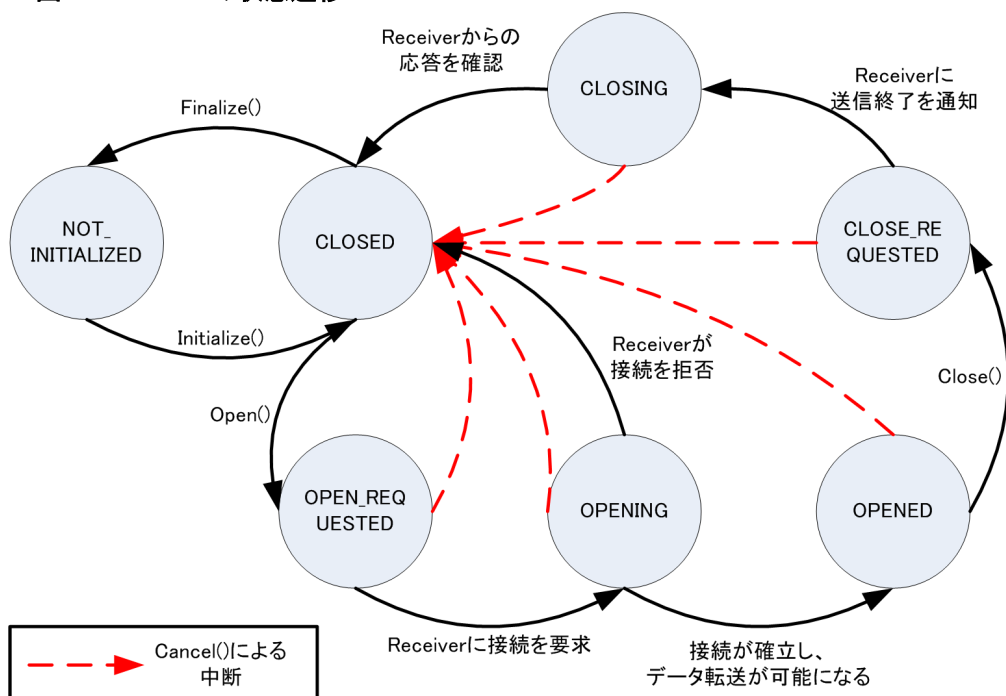 Receiverからの
応答を確認
CLOSING
Receiverに
送信終了を通知
Finalize()
NOT_
INITIALIZED
CLOSED
CLOSE_RE
QUESTED
Initialize()
Receiverが
接続を拒否
Close()
Open()
OPEN_REQ
UESTED
OPENING
OPENED
Receiverに接続を要求
接続が確立し、
データ転送が可能になる
Cancel()による
中断